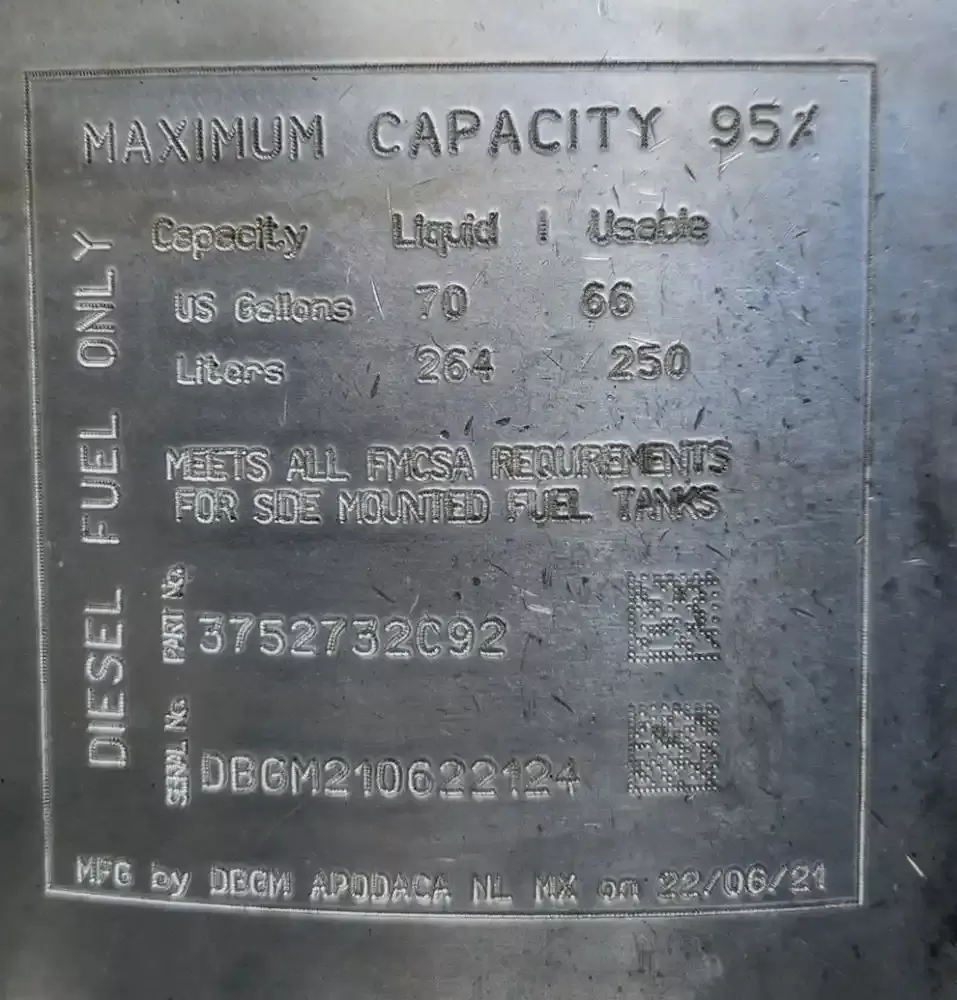 MAXIMUM CAPACITY 95%
DIESEL FUEL ONLY
Capacity Liquid | Usable
US Gallons 70 66
Liters 264 250
MEETS ALL FMCSA REQUIREMENTS
FOR SIDE MOUNTED FUEL TANKS
PART No. 3752732C92
SERIAL No. DBGM210622124
MFG by DBGM APODACA NL MX on 22/06/21